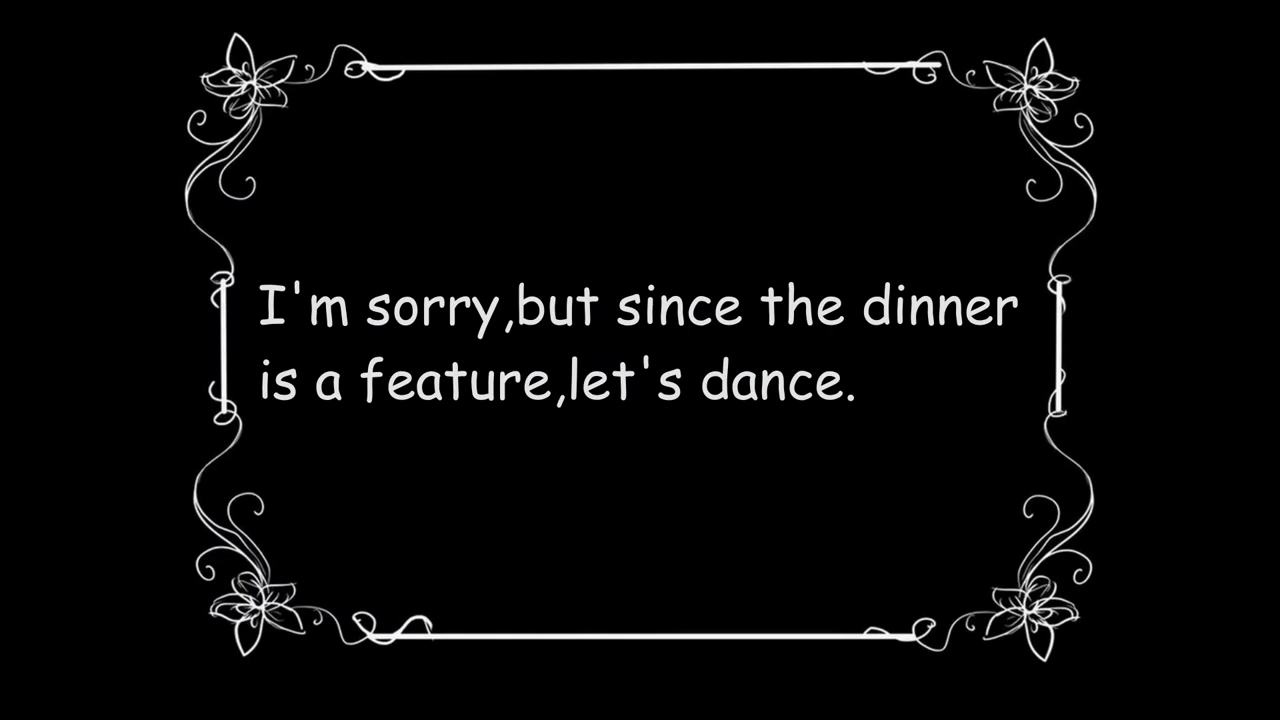 I'm sorry,but since the dinner
is a feature,let's dance.